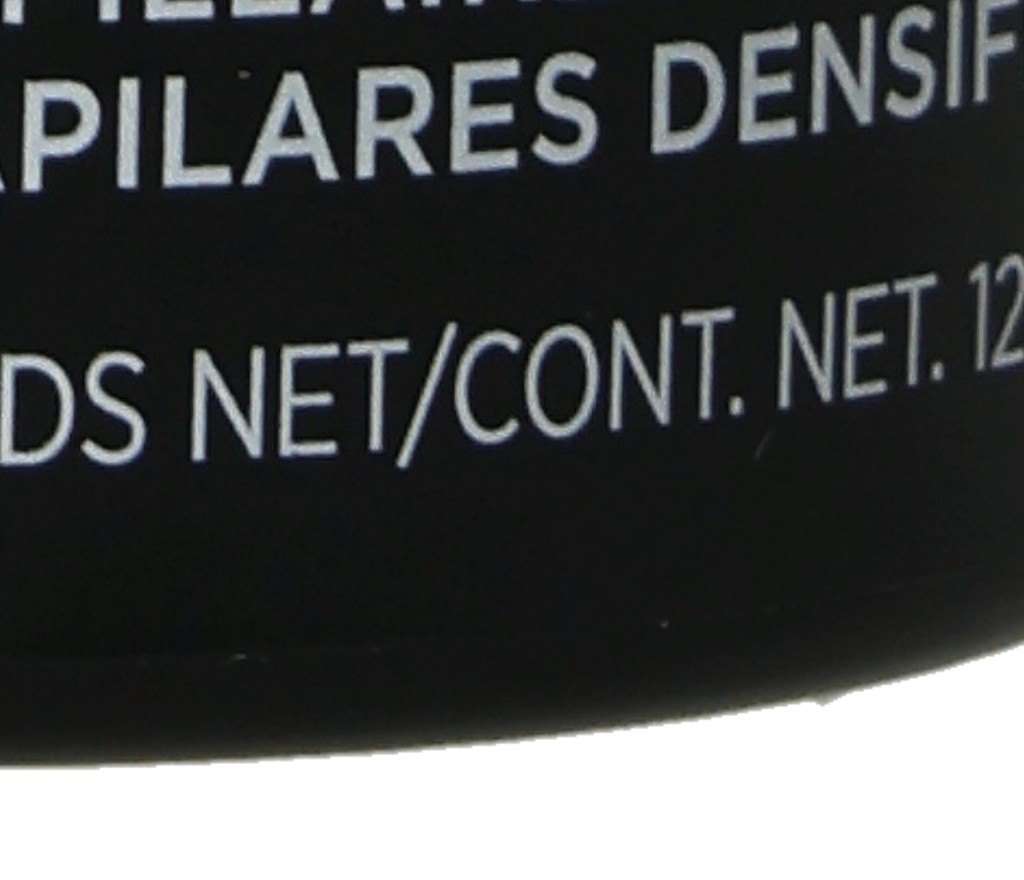 APILARES DENSIF
DS NET/CONT. NET. 12